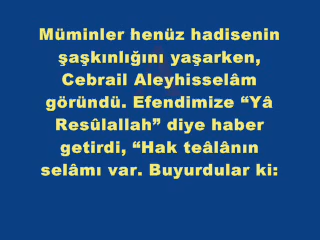 Müminler henüz hadisenin
şaşkınlığını yaşarken,
Cebrail Aleyhisselâm
göründü. Efendimize “Yâ
Resûlallah” diye haber
getirdi, “Hak teâlânın
selâmı var. Buyurdular ki: